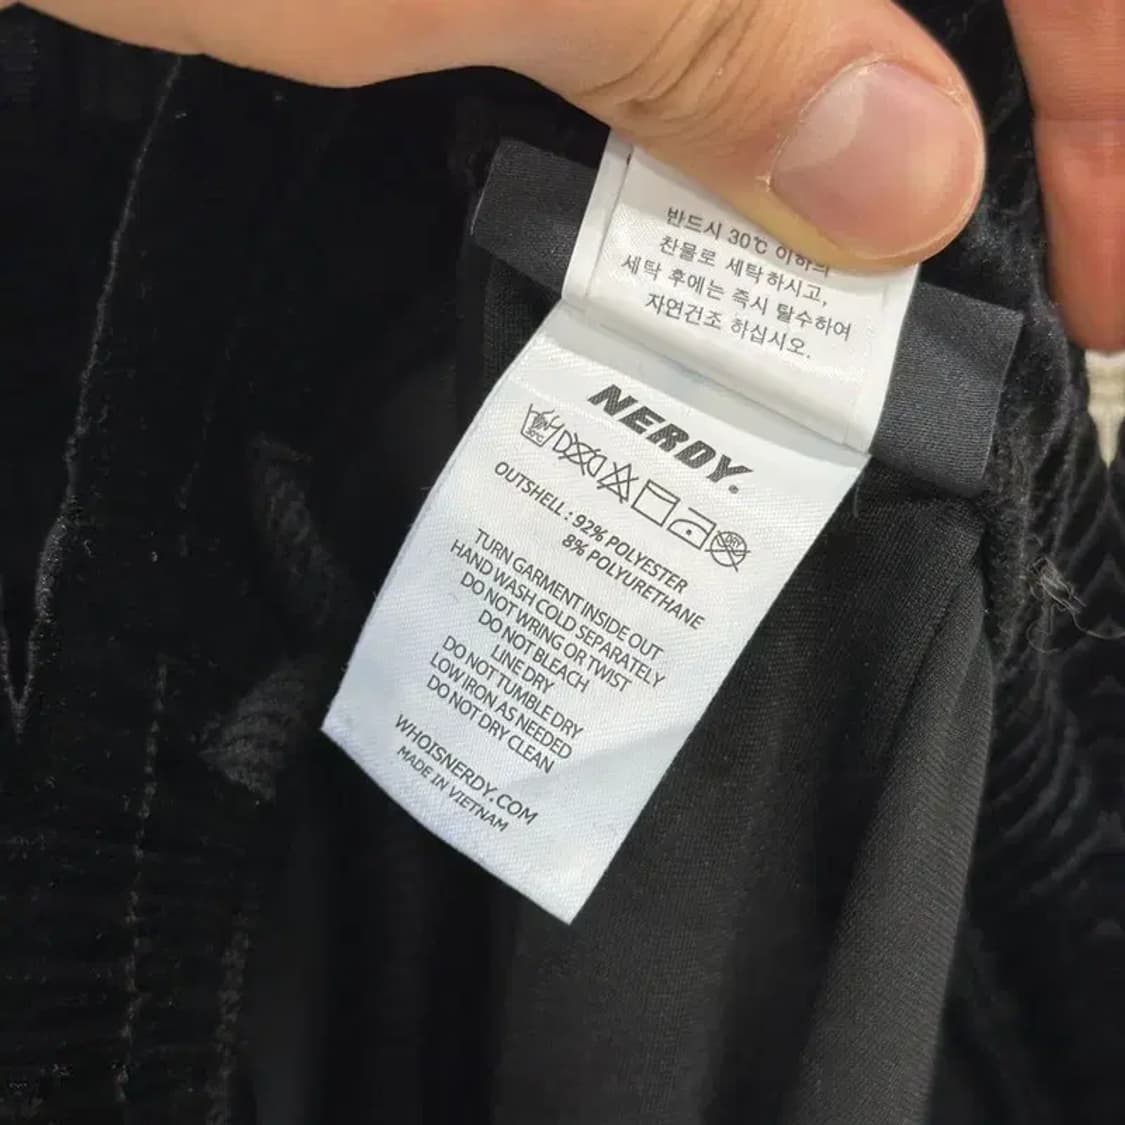 반드시 30℃ 이하의
찬물로 세탁하시고,
세탁 후에는 즉시 탈수하여
자연건조 하십시오.
NERDY.
30℃
DRY
OUTSHELL : 92% POLYESTER
8% POLYURETHANE
TURN GARMENT INSIDE OUT
HAND WASH COLD SEPARATELY
DO NOT WRING OR TWIST
DO NOT BLEACH
LINE DRY
DO NOT TUMBLE DRY
LOW IRON AS NEEDED
DO NOT DRY CLEAN
WHOISNERDY.COM
MADE IN VIETNAM